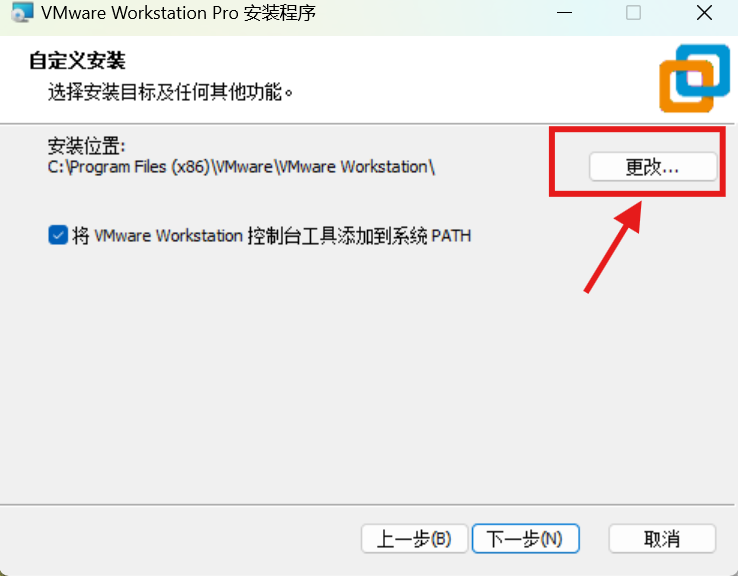 VMware Workstation Pro 安装程序
自定义安装
选择安装目标及任何其他功能。
安装位置:
C:\Program Files (x86)\VMware\VMware Workstation\
更改...
将 VMware Workstation 控制台工具添加到系统 PATH
上一步(B)
下一步(N)
取消